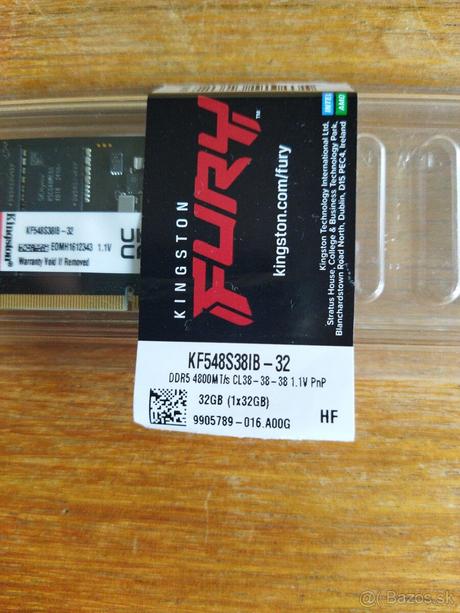 KINGSTON
FURY
TM
kingston.com/fury
INTEL
AMD
Kingston Technology International Ltd,
Stratus House, College & Business Technology Park,
Blanchardstown Road North, Dublin, D15 PEC4, Ireland
KF548S38IB-32
DDR5 4800MT/s CL38-38-38 1.1V PnP
32GB (1x32GB)
9905789-016.A00G
HF
Kingston
KF548S38IB-32
EDMH1612343 1.1V
Warranty Void If Removed
@(-Bazos.sk